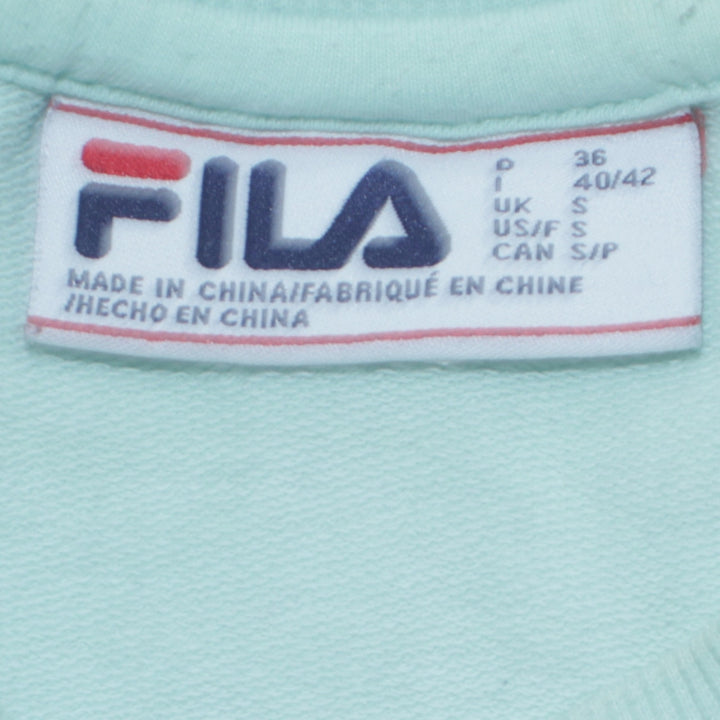 FILA
D 36
I 40/42
UK S
US/F S
CAN S/P
MADE IN CHINA/FABRIQUÉ EN CHINE
/HECHO EN CHINA